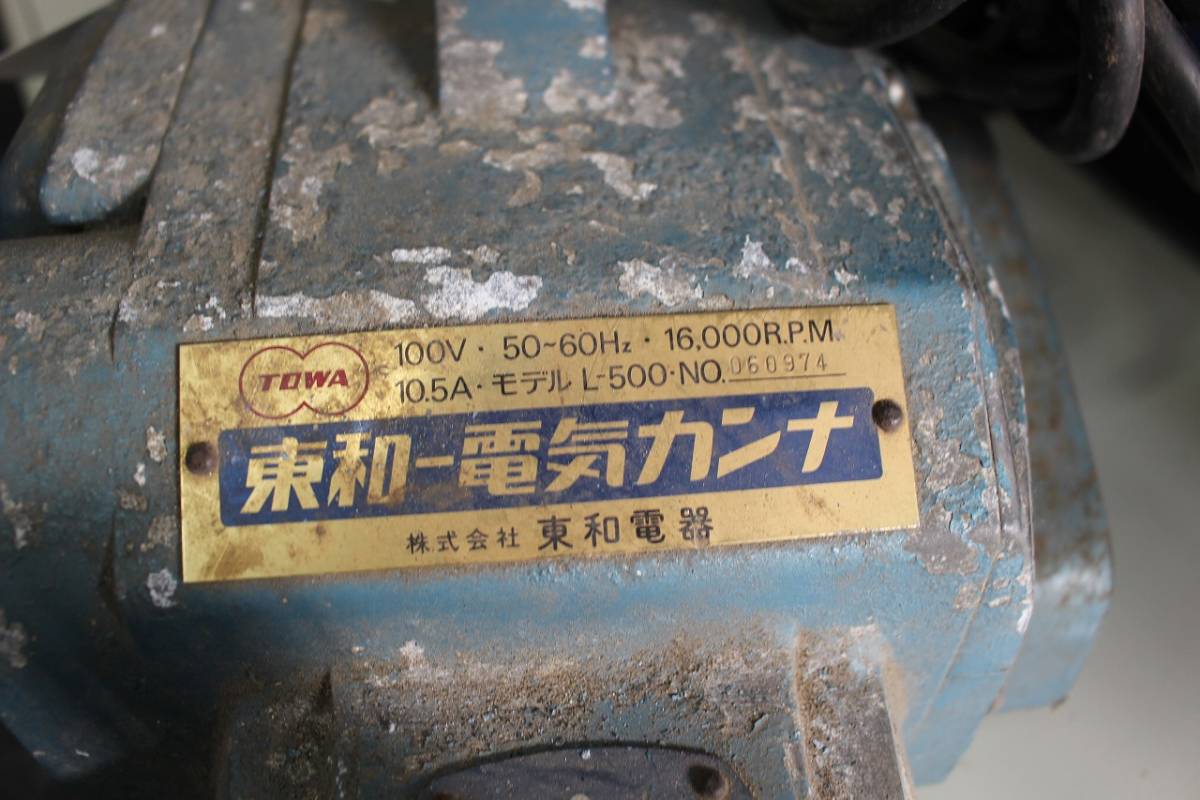 TOWA
100V・50~60Hz・16,000R.P.M.
10.5A・モデル L-500・NO.060974
東和ー電気カンナ
株式会社 東和電器